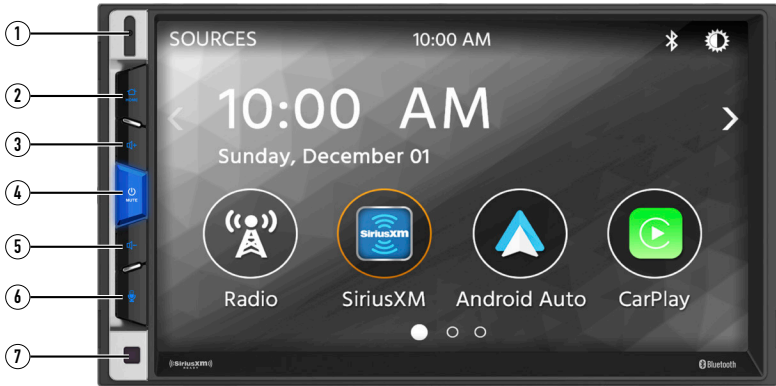 1
SOURCES 10:00 AM
2
HOME
10:00 AM
3
Sunday, December 01
4
MUTE
SiriusXM
5
6
Radio SiriusXM Android Auto CarPlay
7
((SiriusXM))
READY
Bluetooth